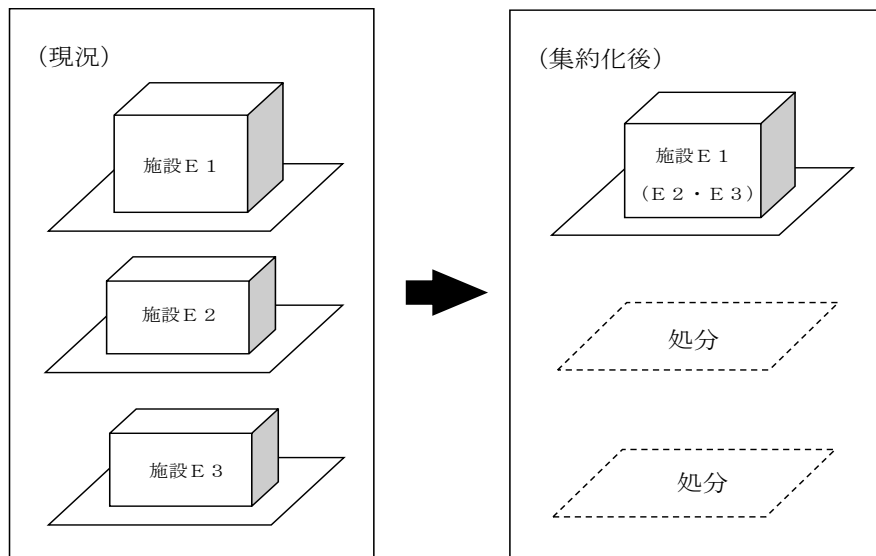 （現況）
施設Ｅ１
施設Ｅ２
施設Ｅ３
（集約化後）
施設Ｅ１
（Ｅ２・Ｅ３）
処分
処分